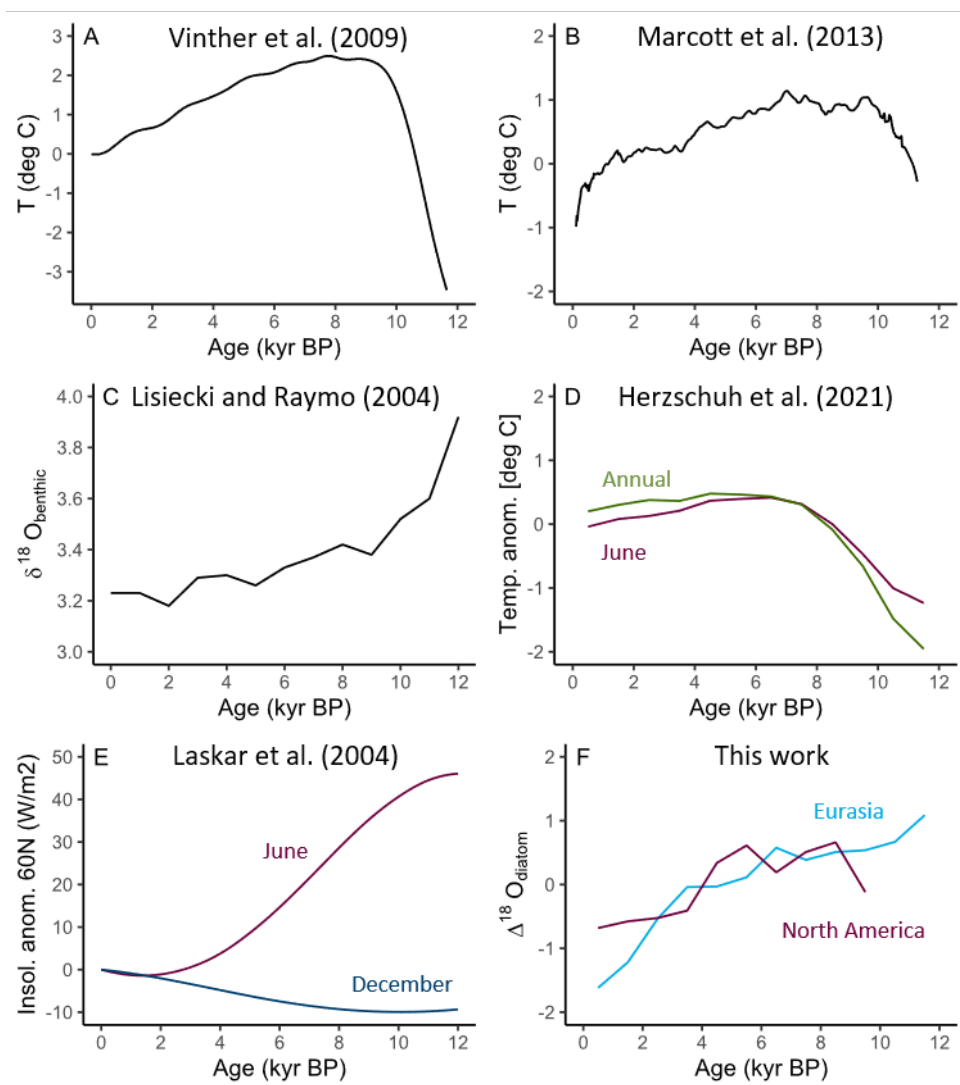 A Vinther et al. (2009)
T (deg C)
3
2
1
0
-1
-2
-3
0 2 4 6 8 10 12
Age (kyr BP)
B Marcott et al. (2013)
T (deg C)
2
1
0
-1
-2
0 2 4 6 8 10 12
Age (kyr BP)
C Lisiecki and Raymo (2004)
δ 18 O benthic
4.0
3.8
3.6
3.4
3.2
3.0
0 2 4 6 8 10 12
Age (kyr BP)
D Herzschuh et al. (2021)
Temp. anom. [deg C]
2
1
0
-1
-2
Annual
June
0 2 4 6 8 10 12
Age (kyr BP)
E Laskar et al. (2004)
Insol. anom. 60N (W/m2)
50
40
30
20
10
0
-10
June
December
0 2 4 6 8 10 12
Age (kyr BP)
F This work
Δ 18 O diatom
2
1
0
-1
-2
Eurasia
North America
0 2 4 6 8 10 12
Age (kyr BP)